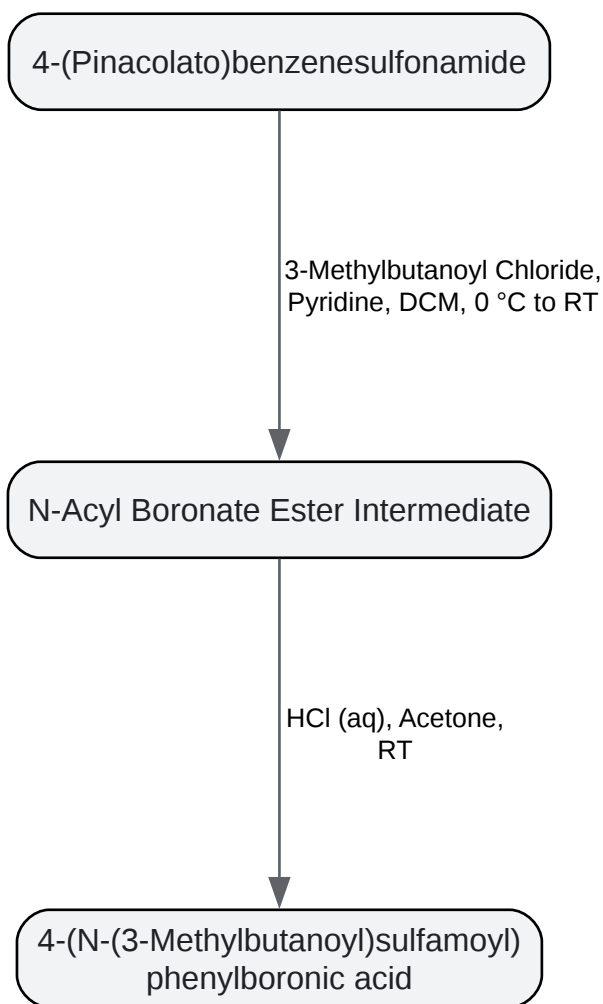 4-(Pinacolato)benzenesulfonamide
3-Methylbutanoyl Chloride,
Pyridine, DCM, 0 °C to RT
N-Acyl Boronate Ester Intermediate
HCl (aq), Acetone,
RT
4-(N-(3-Methylbutanoyl)sulfamoyl)
phenylboronic acid